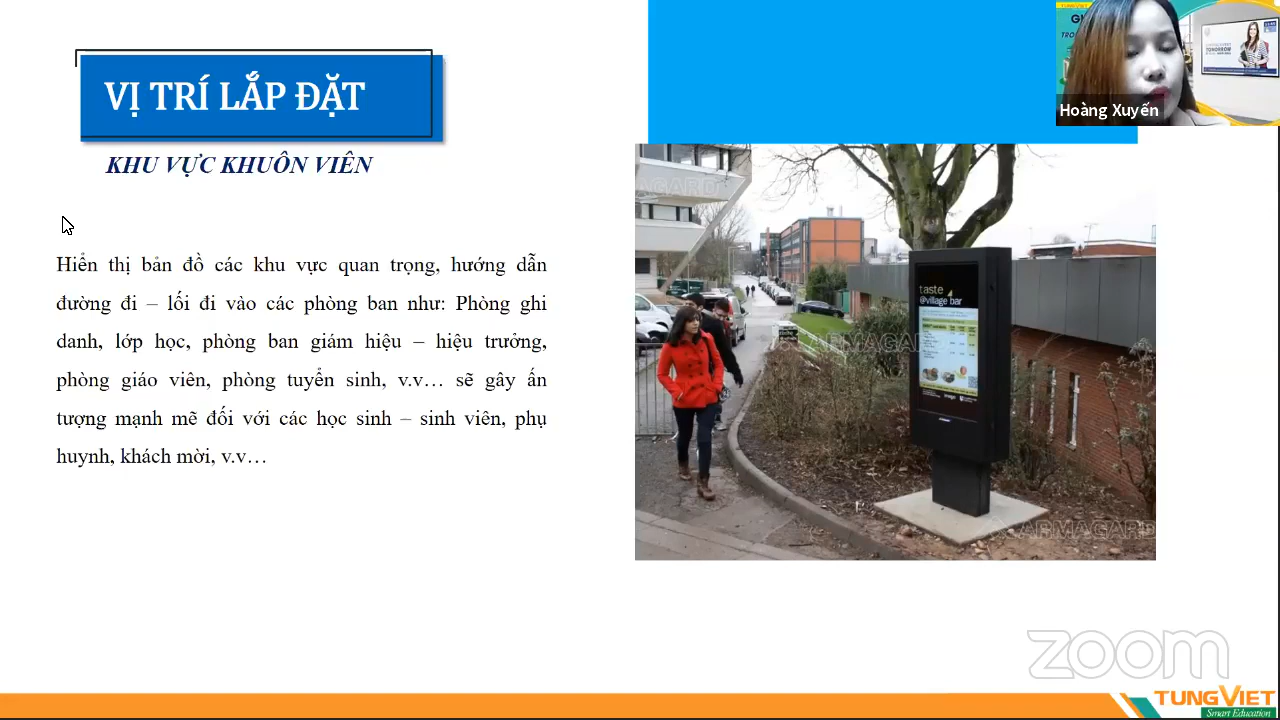 VỊ TRÍ LẮP ĐẶT
KHU VỰC KHUÔN VIÊN
Hiển thị bản đồ các khu vực quan trọng, hướng dẫn
đường đi – lối đi vào các phòng ban như: Phòng ghi
danh, lớp học, phòng ban giám hiệu – hiệu trưởng,
phòng giáo viên, phòng tuyển sinh, v.v… sẽ gây ấn
tượng mạnh mẽ đối với các học sinh – sinh viên, phụ
huynh, khách mời, v.v…
TUNGVIET
TOMORROW
Hoàng Xuyến
taste
@village bar
ARMAGARD
zoom
TUNGVIET
Smart Education